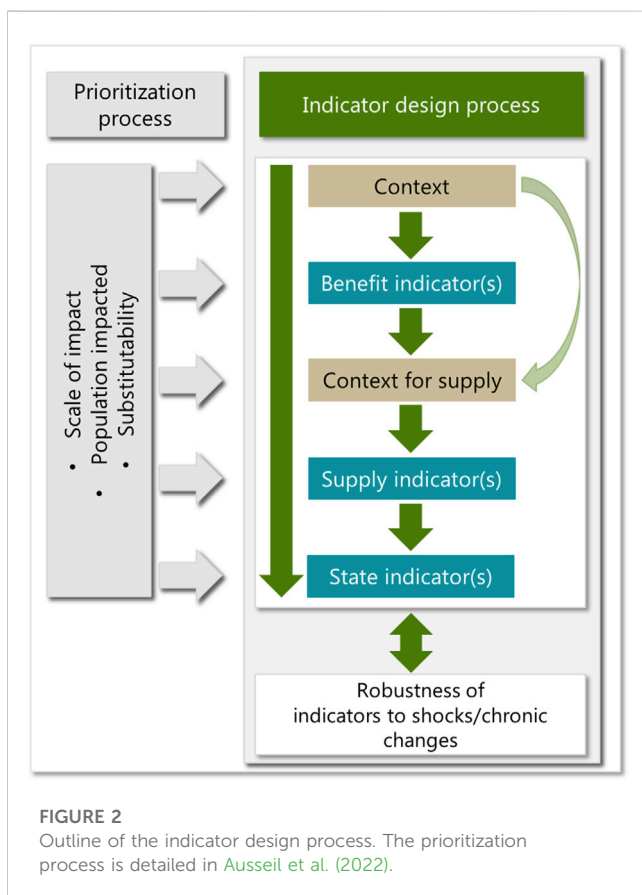 Prioritization
process
Indicator design process
• Scale of impact
• Population impacted
• Substitutability
Context
Benefit indicator(s)
Context for supply
Supply indicator(s)
State indicator(s)
Robustness of
indicators to shocks/chronic
changes
FIGURE 2
Outline of the indicator design process. The prioritization
process is detailed in Ausseil et al. (2022).